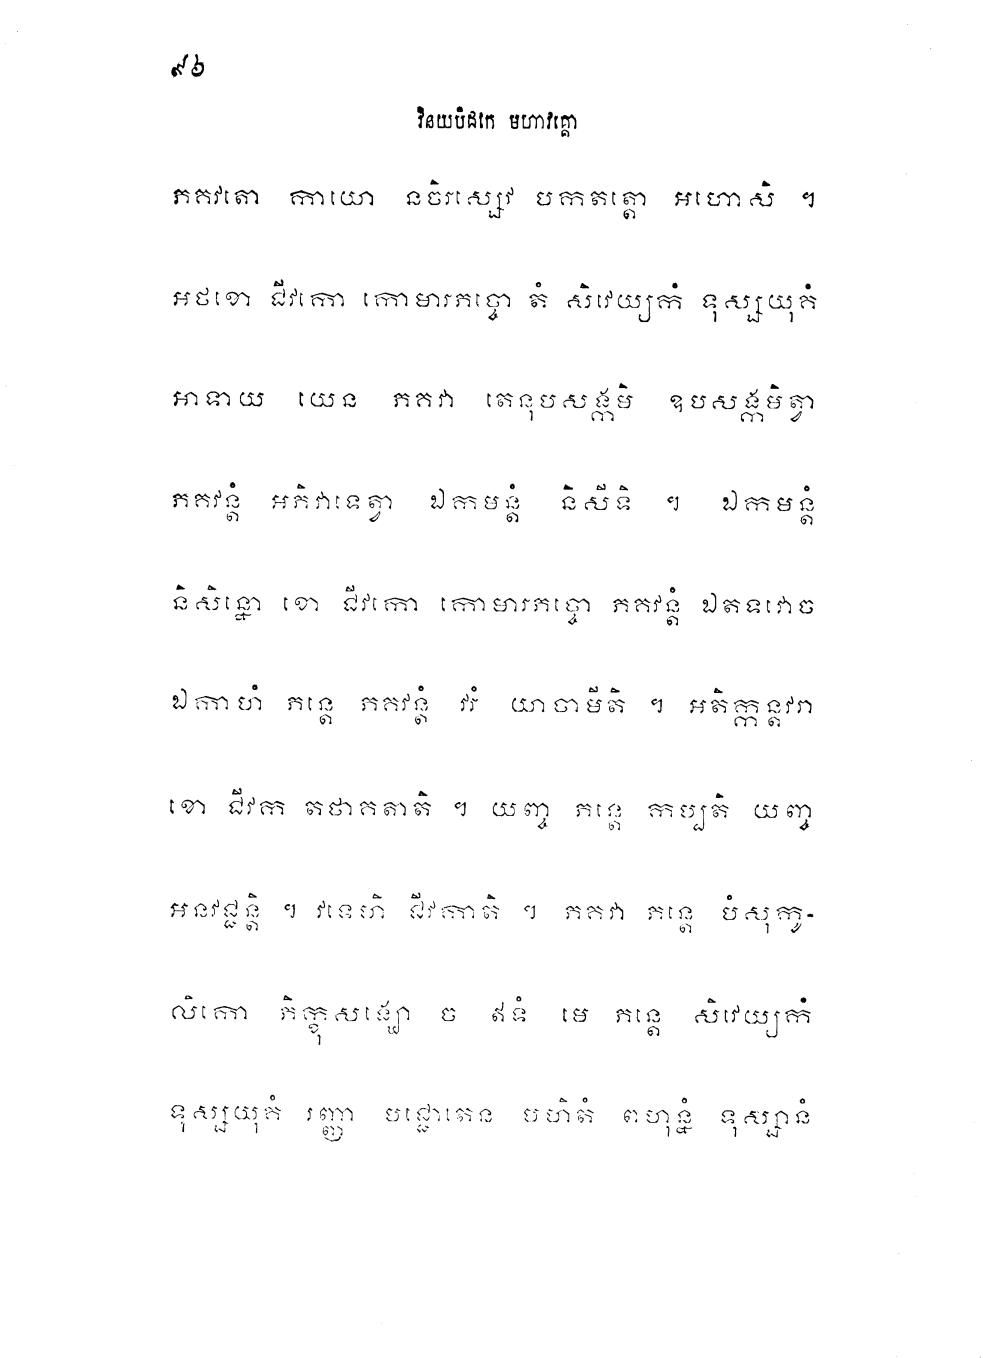 ៩៦
វិនយបិដកេ មហាវគ្គោ
ភគវតោ កាយោ នចិរស្សេវ បកតត្តោ អហោសិ ។
អថខោ ជីវកោ កោមារភច្ចោ តំ សិវេយ្យកំ ទុស្សយុគំ
អាទាយ យេន ភគវា តេនុបសង្កមិ ឧបសង្កមិត្វា
ភគវន្តំ អភិវាទេត្វា ឯកមន្តំ និសីទិ ។ ឯកមន្តំ
និសិន្នោ ខោ ជីវកោ កោមារភច្ចោ ភគវន្តំ ឯតទវោច
ឯកាហំ ភន្តេ ភគវន្តំ វរំ យាចាមីតិ ។ អតិក្កន្តវរា
ខោ ជីវក តថាគតាតិ ។ យញ្ច ភន្តេ កប្បតិ យញ្ច
អនវជ្ជន្តិ ។ វទេហិ ជីវកាតិ ។ ភគវា ភន្តេ បំសុកូ-
លិកោ ភិក្ខុសង្ឃោ ច ឥទំ មេ ភន្តេ សិវេយ្យកំ
ទុស្សយុគំ រញ្ញា បជ្ជោតេន បហិតំ ពហុន្នំ ទុស្សានំ